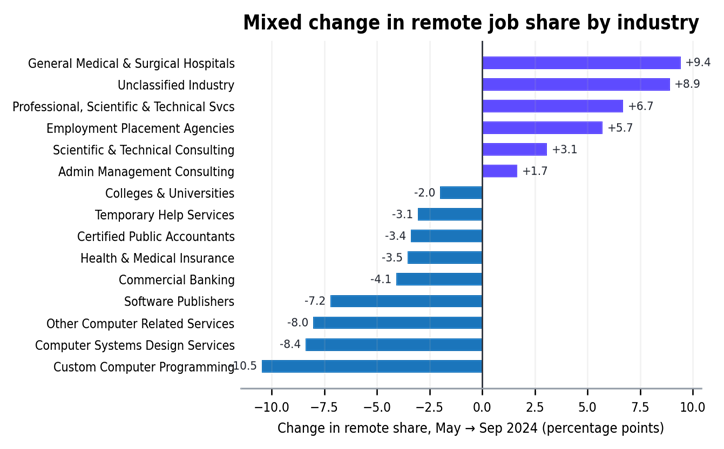 Mixed change in remote job share by industry
General Medical & Surgical Hospitals +9.4
Unclassified Industry +8.9
Professional, Scientific & Technical Svcs +6.7
Employment Placement Agencies +5.7
Scientific & Technical Consulting +3.1
Admin Management Consulting +1.7
Colleges & Universities -2.0
Temporary Help Services -3.1
Certified Public Accountants -3.4
Health & Medical Insurance -3.5
Commercial Banking -4.1
Software Publishers -7.2
Other Computer Related Services -8.0
Computer Systems Design Services -8.4
Custom Computer Programming -10.5
−10.0 −7.5 −5.0 −2.5 0.0 2.5 5.0 7.5 10.0
Change in remote share, May → Sep 2024 (percentage points)